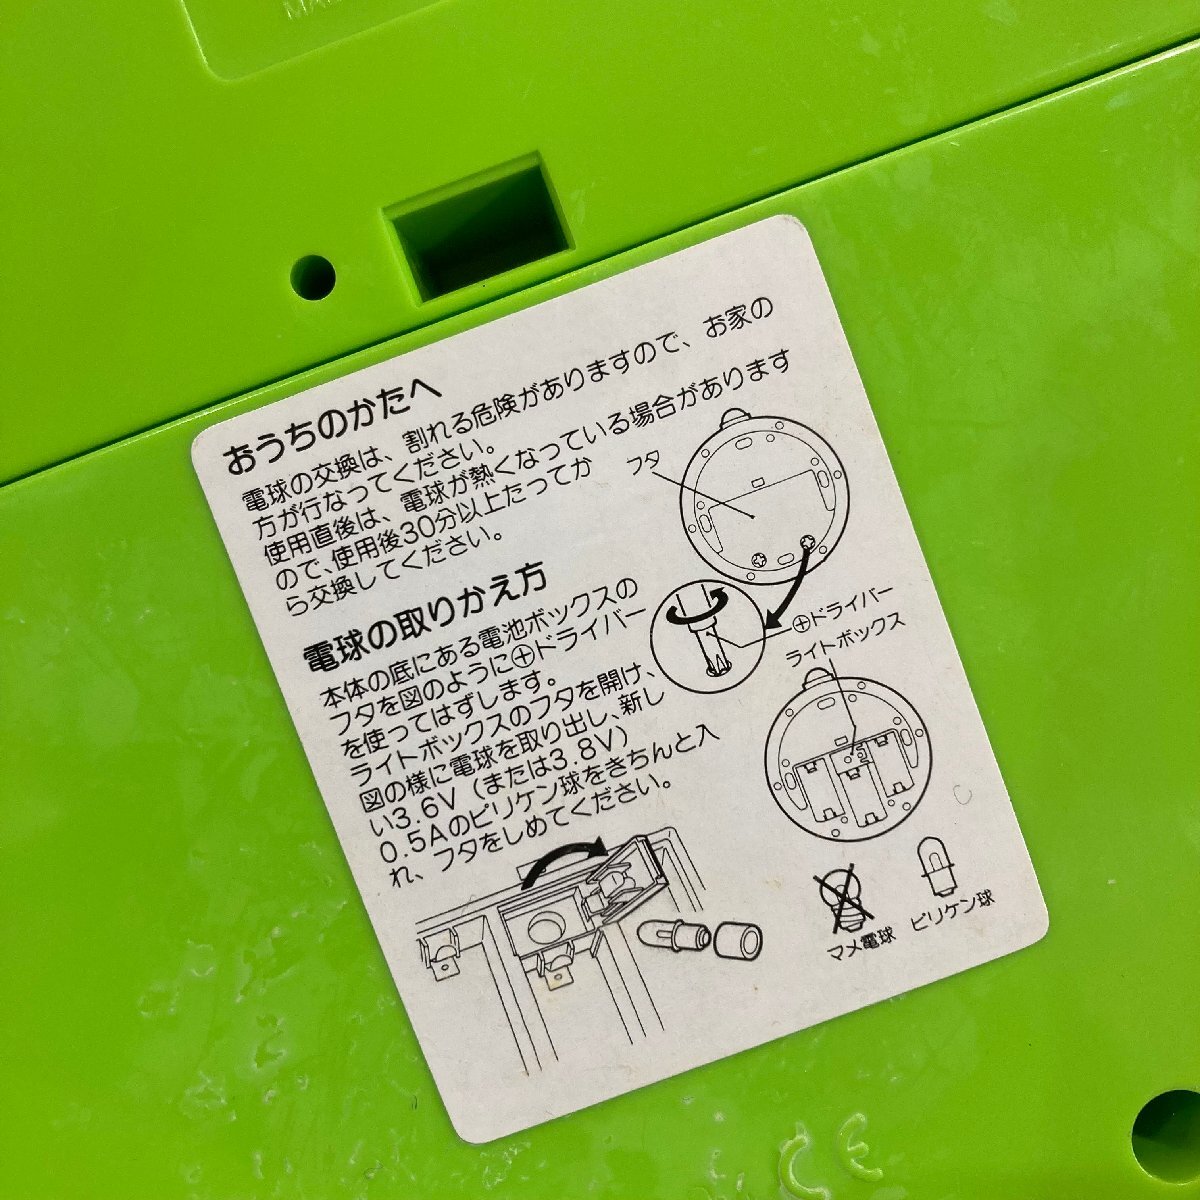 おうちのかたへ
電球の交換は、割れる危険がありますので、お家の
方が行なってください。
使用直後は、電球が熱くなっている場合があります
ので、使用後30分以上たってか
ら交換してください。
フタ
電球の取りかえ方
本体の底にある電池ボックスの
フタを図のように⊕ドライバー
を使ってはずします。
ライトボックスのフタを開け、
図の様に電球を取り出し、新し
い3.6V(または3.8V)
0.5Aのピリケン球をきちんと入
れ、フタをしめてください。
⊕ドライバー
ライトボックス
マメ電球
ピリケン球
CE